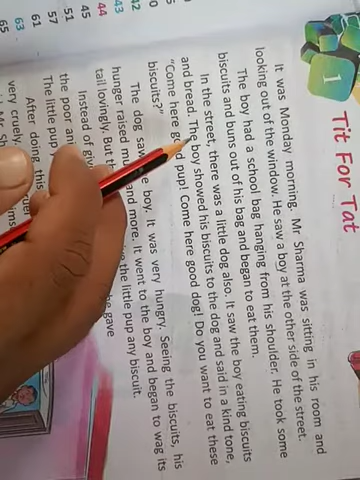 1
Tit For Tat
It was Monday morning. Mr Sharma was sitting in his room and
looking out of the window. He saw a boy at the other side of the street.
The boy had a school bag hanging from his shoulder. He took some
biscuits and buns out of his bag and began to eat them.
In the street, there was a little dog also. It saw the boy eating biscuits
and bread. The boy showed his biscuits to the dog and said in a kind tone,
"Come here pup! Come here good dog! Do you want to eat these
biscuits?"
The dog saw boy. It was very hungry. Seeing the biscuits, his
hunger raised and more. It went to the boy and began to wag its
tail lovingly. But
Instead of the little pup any biscuit.
the poor gave
The little pup
After doing this
very cruely.
42
43
44
45
51
57
61
63
65